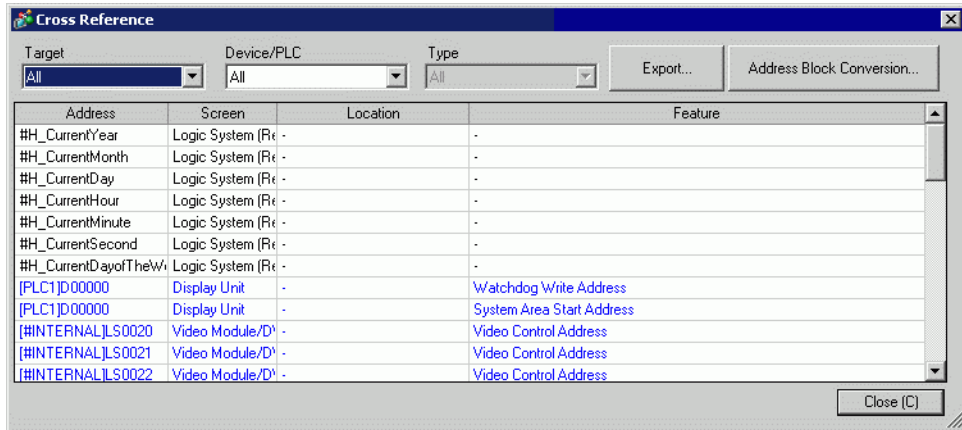 Cross Reference
Target Device/PLC Type
All All All Export... Address Block Conversion...
Address Screen Location Feature
#H_CurrentYear Logic System (Re - -
#H_CurrentMonth Logic System (Re - -
#H_CurrentDay Logic System (Re - -
#H_CurrentHour Logic System (Re - -
#H_CurrentMinute Logic System (Re - -
#H_CurrentSecond Logic System (Re - -
#H_CurrentDayofTheW Logic System (Re - -
[PLC1]D00000 Display Unit - Watchdog Write Address
[PLC1]D00000 Display Unit - System Area Start Address
[#INTERNAL]LS0020 Video Module/D - Video Control Address
[#INTERNAL]LS0021 Video Module/D - Video Control Address
[#INTERNAL]LS0022 Video Module/D - Video Control Address
Close (C)